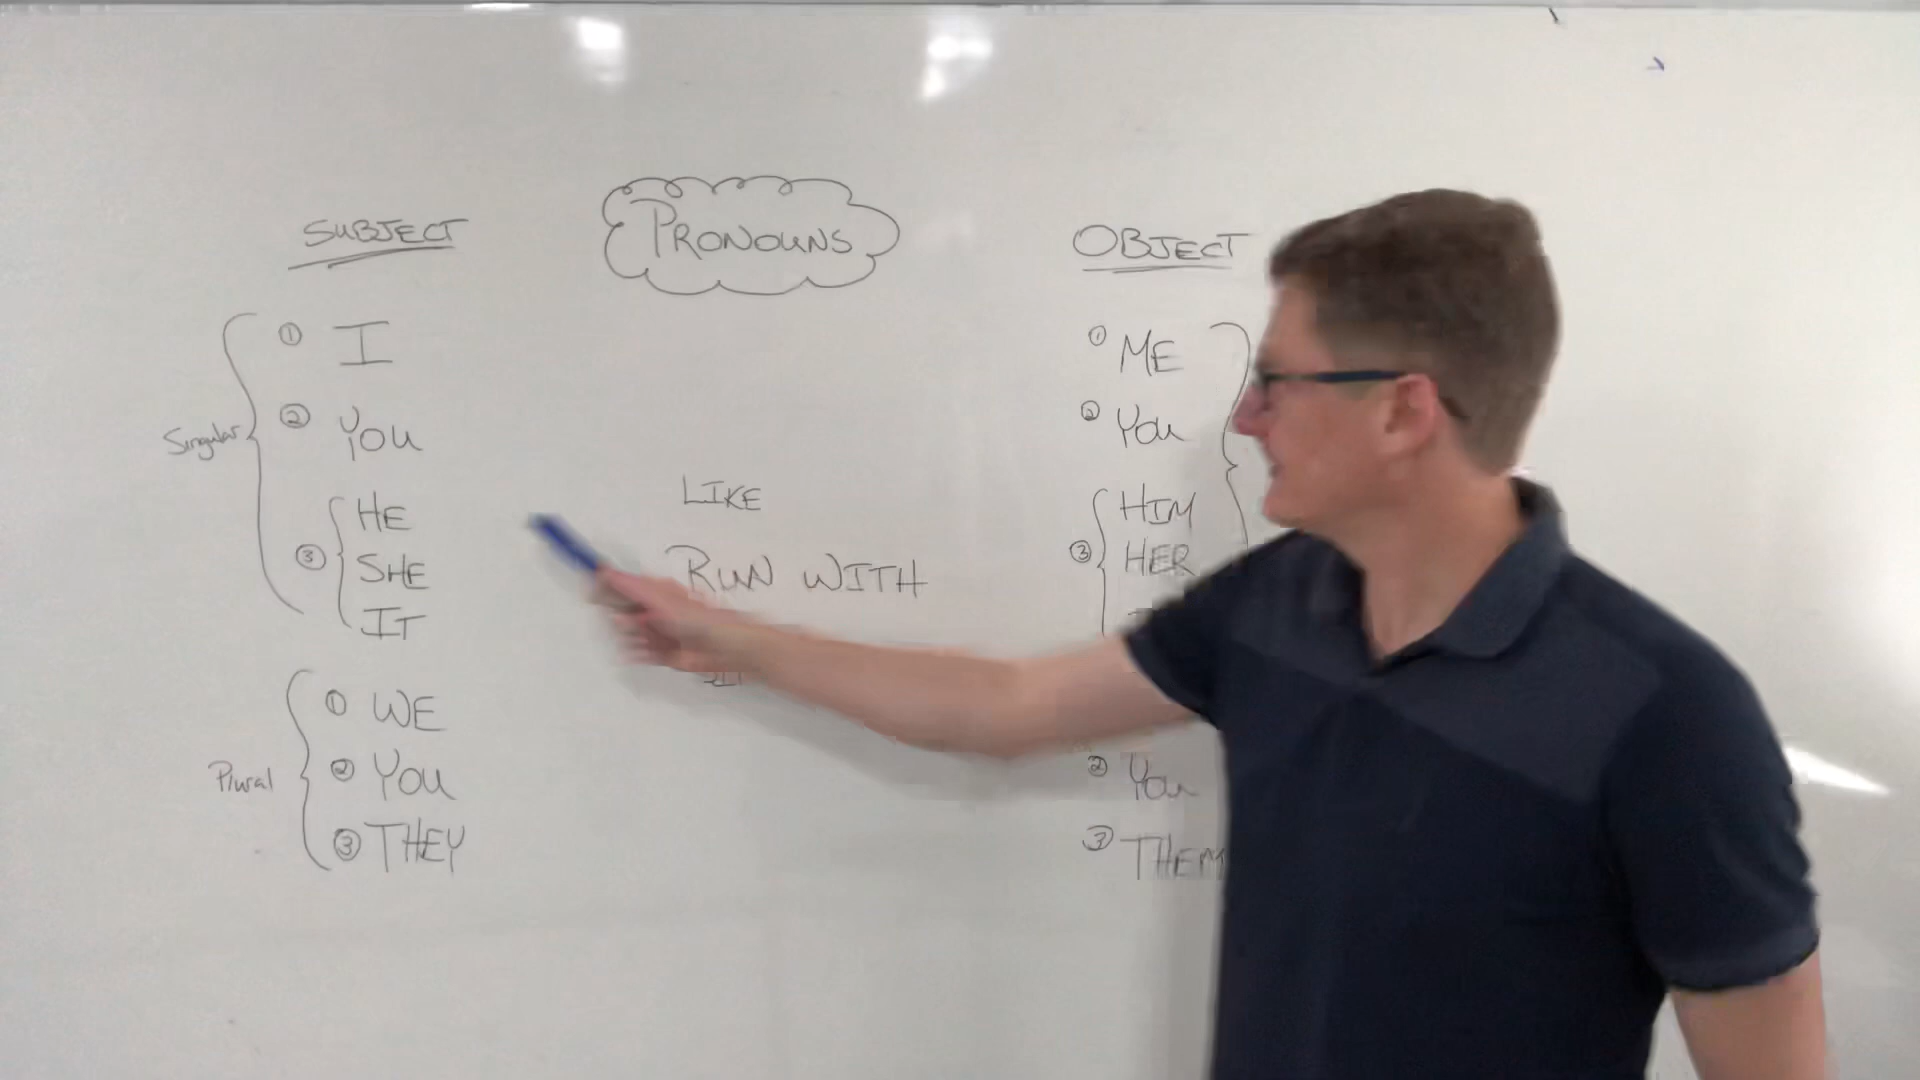 SUBJECT
PRONOUNS
OBJECT
Singular
① I
② YOU
③ HE
SHE
IT
Plural
① WE
② YOU
③ THEY
LIKE
RUN WITH
① ME
② YOU
③ HIM
HER
② YOU
③ THEM